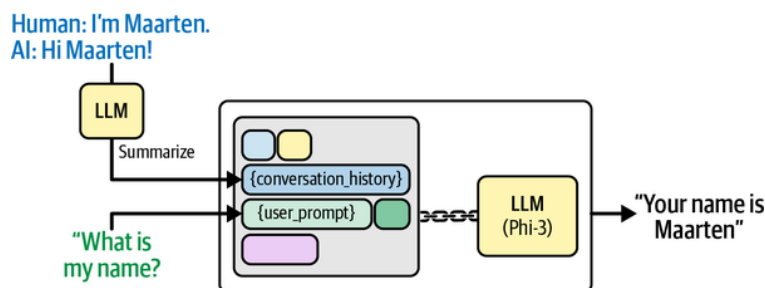 Human: I'm Maarten.
AI: Hi Maarten!
LLM
Summarize
{conversation_history}
{user_prompt}
"What is
my name?
LLM
(Phi-3)
"Your name is
Maarten"